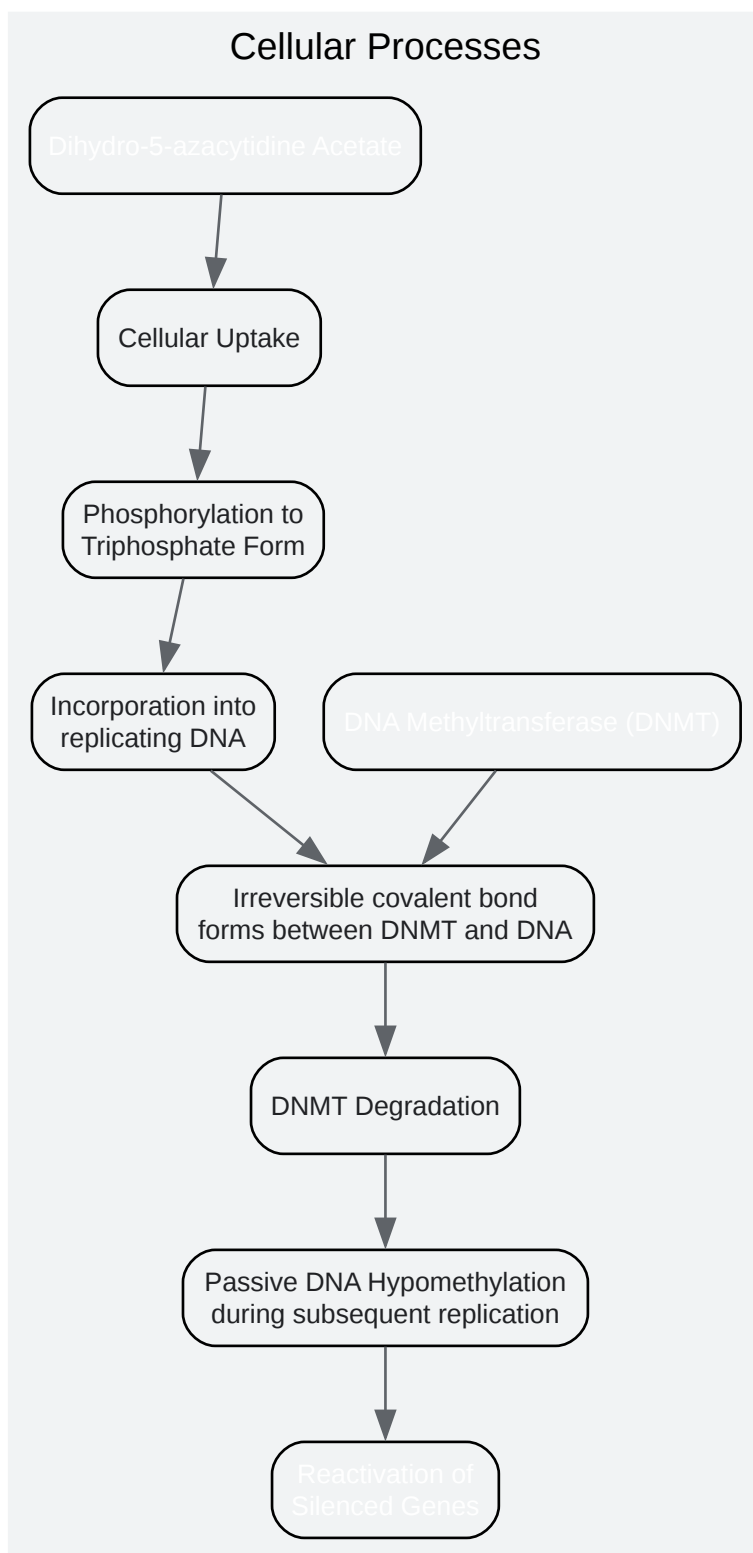 Cellular Processes
Dihydro-5-azacytidine Acetate
Cellular Uptake
Phosphorylation to
Triphosphate Form
Incorporation into
replicating DNA
DNA Methyltransferase (DNMT)
Irreversible covalent bond
forms between DNMT and DNA
DNMT Degradation
Passive DNA Hypomethylation
during subsequent replication
Reactivation of
Silenced Genes